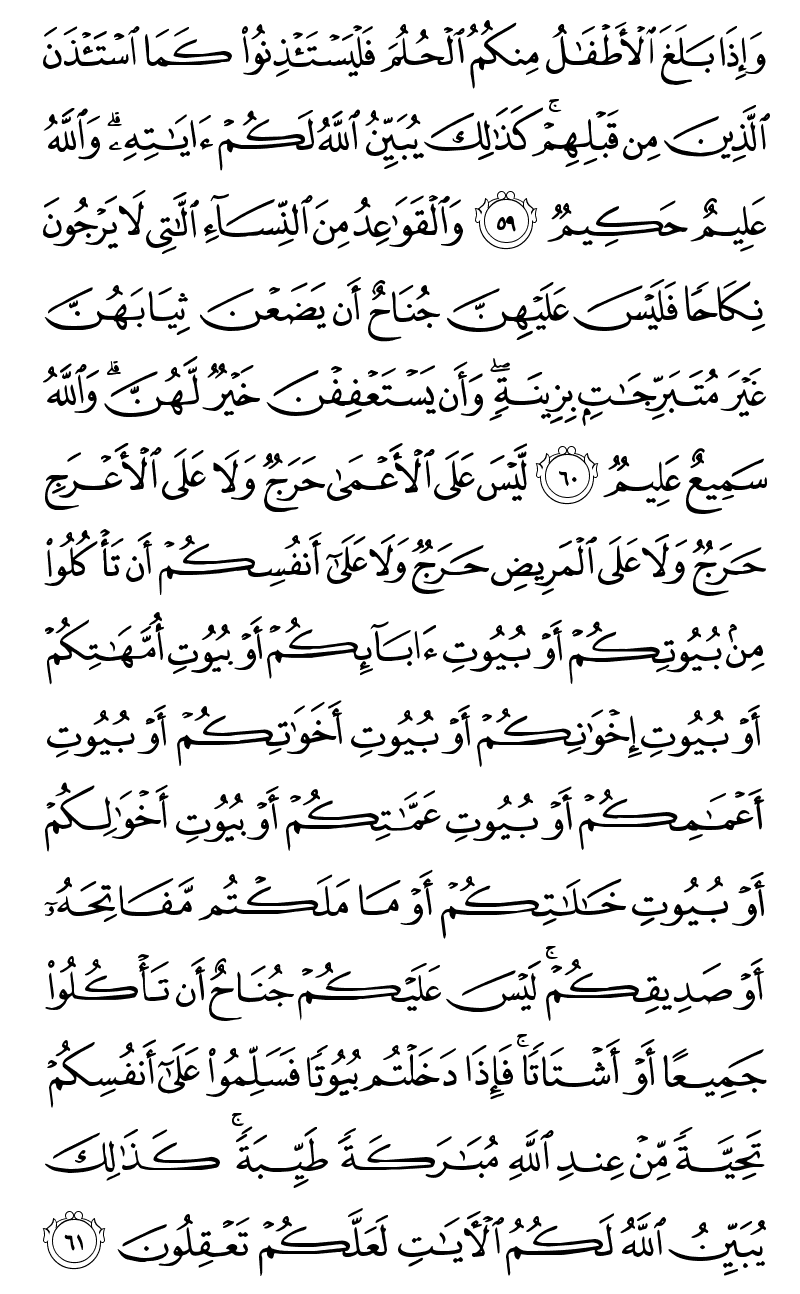 وَإِذَا بَلَغَ ٱلْأَطْفَٰلُ مِنكُمُ ٱلْحُلُمَ فَلْيَسْتَـْٔذِنُوا۟ كَمَا ٱسْتَـْٔذَنَ
ٱلَّذِينَ مِن قَبْلِهِمْ ۚ كَذَٰلِكَ يُبَيِّنُ ٱللَّهُ لَكُمْ ءَايَٰتِهِۦ ۗ وَٱللَّهُ
عَلِيمٌ حَكِيمٌ ٥٩ وَٱلْقَوَٰعِدُ مِنَ ٱلنِّسَآءِ ٱلَّٰتِى لَا يَرْجُونَ
نِكَاحًا فَلَيْسَ عَلَيْهِنَّ جُنَاحٌ أَن يَضَعْنَ ثِيَابَهُنَّ
غَيْرَ مُتَبَرِّجَٰتٍۭ بِزِينَةٍ ۖ وَأَن يَسْتَعْفِفْنَ خَيْرٌ لَّهُنَّ ۗ وَٱللَّهُ
سَمِيعٌ عَلِيمٌ ٦٠ لَّيْسَ عَلَى ٱلْأَعْمَىٰ حَرَجٌ وَلَا عَلَى ٱلْأَعْرَجِ
حَرَجٌ وَلَا عَلَى ٱلْمَرِيضِ حَرَجٌ وَلَا عَلَىٰٓ أَنفُسِكُمْ أَن تَأْكُلُوا۟
مِنۢ بُيُوتِكُمْ أَوْ بُيُوتِ ءَابَآئِكُمْ أَوْ بُيُوتِ أُمَّهَٰتِكُمْ
أَوْ بُيُوتِ إِخْوَٰنِكُمْ أَوْ بُيُوتِ أَخَوَٰتِكُمْ أَوْ بُيُوتِ
أَعْمَٰمِكُمْ أَوْ بُيُوتِ عَمَّٰتِكُمْ أَوْ بُيُوتِ أَخْوَٰلِكُمْ
أَوْ بُيُوتِ خَٰلَٰتِكُمْ أَوْ مَا مَلَكْتُم مَّفَاتِحَهُۥٓ
أَوْ صَدِيقِكُمْ ۚ لَيْسَ عَلَيْكُمْ جُنَاحٌ أَن تَأْكُلُوا۟
جَمِيعًا أَوْ أَشْتَاتًا ۚ فَإِذَا دَخَلْتُم بُيُوتًا فَسَلِّمُوا۟ عَلَىٰٓ أَنفُسِكُمْ
تَحِيَّةً مِّنْ عِندِ ٱللَّهِ مُبَٰرَكَةً طَيِّبَةً ۚ كَذَٰلِكَ
يُبَيِّنُ ٱللَّهُ لَكُمُ ٱلْءَايَٰتِ لَعَلَّكُمْ تَعْقِلُونَ ٦١